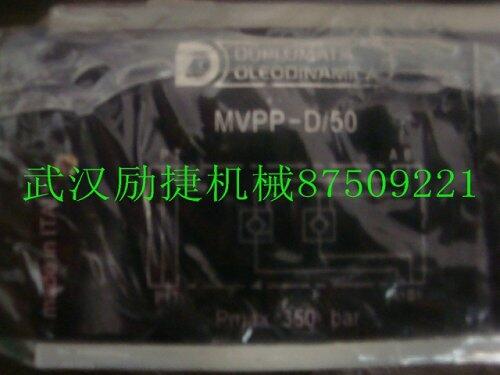 DUPLOMATIC
OLEODINAMICA
MVPP-D/50
A B
武汉励捷机械87509221
Pmax 350 bar